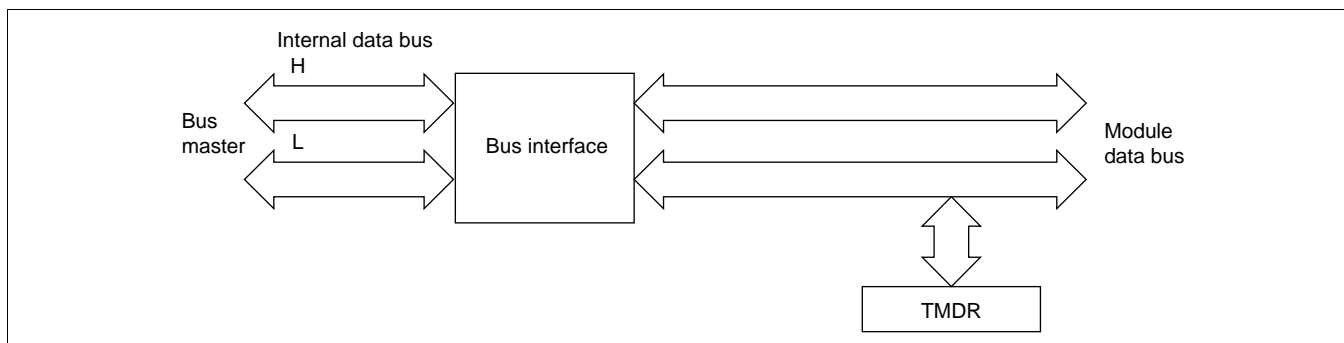 Internal data bus
H
L
Bus
master
Bus interface
Module
data bus
TMDR